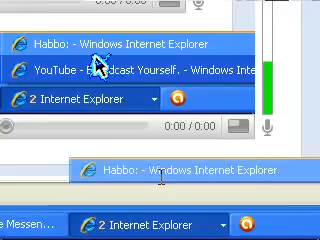 0:00 / 0:00
Habbo: - Windows Internet Explorer
YouTube - Broadcast Yourself. - Windows Inte
2 Internet Explorer
0:00 / 0:00
Habbo: - Windows Internet Explorer
e Messen...
2 Internet Explorer